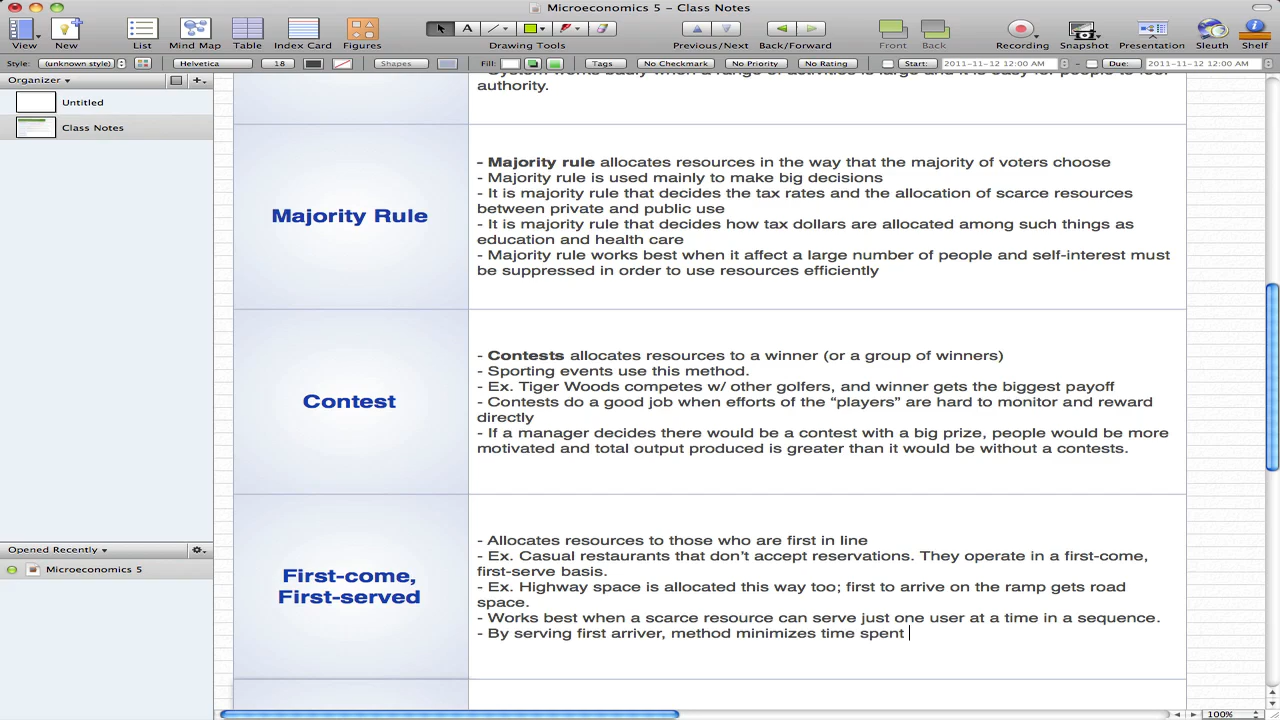 Microeconomics 5 – Class Notes
View New List Mind Map Table Index Card Figures Drawing Tools Previous/Next Back/Forward Front Back Recording Snapshot Presentation Sleuth Shelf
A
i
Style: (unknown style) Helvetica 18 Shapes Fill: Tags No Checkmark No Priority No Rating Start: 2011-11-12 12:00 AM Due: 2011-11-12 12:00 AM
Organizer
Untitled
Class Notes
Opened Recently
Microeconomics 5
authority.
Majority Rule
- Majority rule allocates resources in the way that the majority of voters choose
- Majority rule is used mainly to make big decisions
- It is majority rule that decides the tax rates and the allocation of scarce resources
between private and public use
- It is majority rule that decides how tax dollars are allocated among such things as
education and health care
- Majority rule works best when it affect a large number of people and self-interest must
be suppressed in order to use resources efficiently
Contest
- Contests allocates resources to a winner (or a group of winners)
- Sporting events use this method.
- Ex. Tiger Woods competes w/ other golfers, and winner gets the biggest payoff
- Contests do a good job when efforts of the “players” are hard to monitor and reward
directly
- If a manager decides there would be a contest with a big prize, people would be more
motivated and total output produced is greater than it would be without a contests.
First-come,
First-served
- Allocates resources to those who are first in line
- Ex. Casual restaurants that don’t accept reservations. They operate in a first-come,
first-serve basis.
- Ex. Highway space is allocated this way too; first to arrive on the ramp gets road
space.
- Works best when a scarce resource can serve just one user at a time in a sequence.
- By serving first arriver, method minimizes time spent
100%